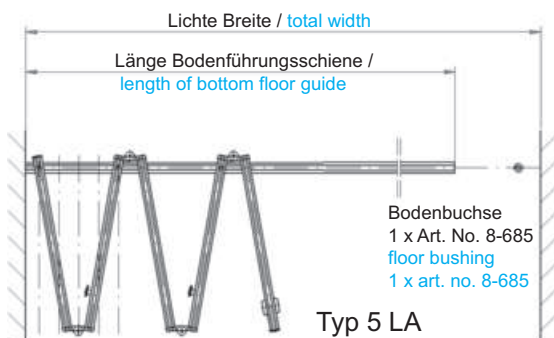 Lichte Breite / total width
Länge Bodenführungsschiene /
length of bottom floor guide
Bodenbuchse
1 x Art. No. 8-685
floor bushing
1 x art. no. 8-685
Typ 5 LA